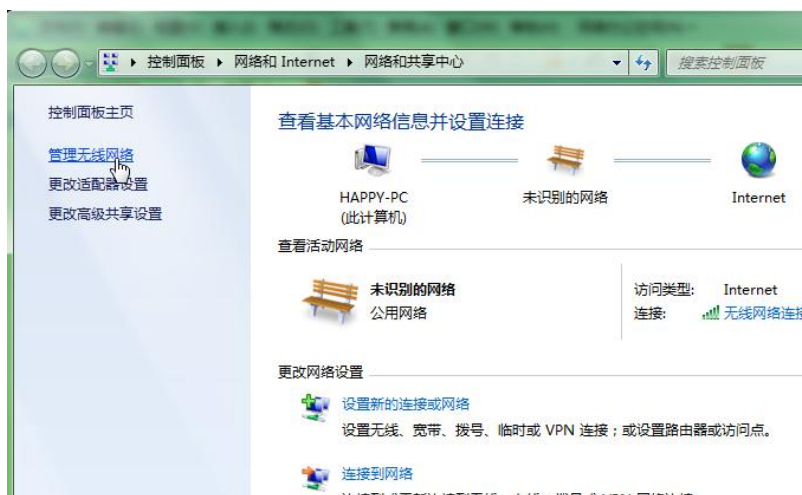 控制面板 ▸ 网络和 Internet ▸ 网络和共享中心
搜索控制面板
控制面板主页
管理无线网络
更改适配器设置
更改高级共享设置
查看基本网络信息并设置连接
HAPPY-PC
(此计算机)
未识别的网络
Internet
查看活动网络
未识别的网络
公用网络
访问类型: Internet
连接: 无线网络连接
更改网络设置
设置新的连接或网络
设置无线、宽带、拨号、临时或 VPN 连接；或设置路由器或访问点。
连接到网络